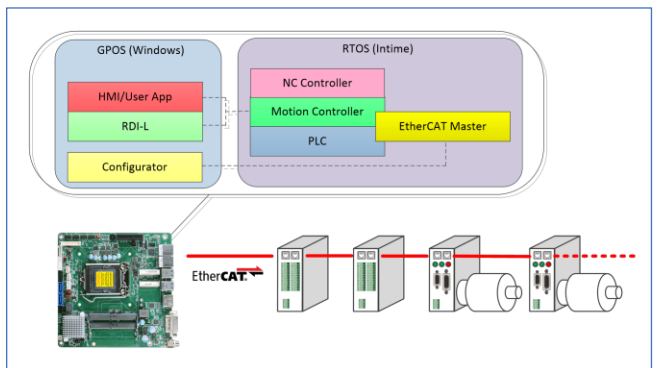 GPOS (Windows)
RTOS (Intime)
HMI/User App
RDI-L
Configurator
NC Controller
Motion Controller
PLC
EtherCAT Master
EtherCAT